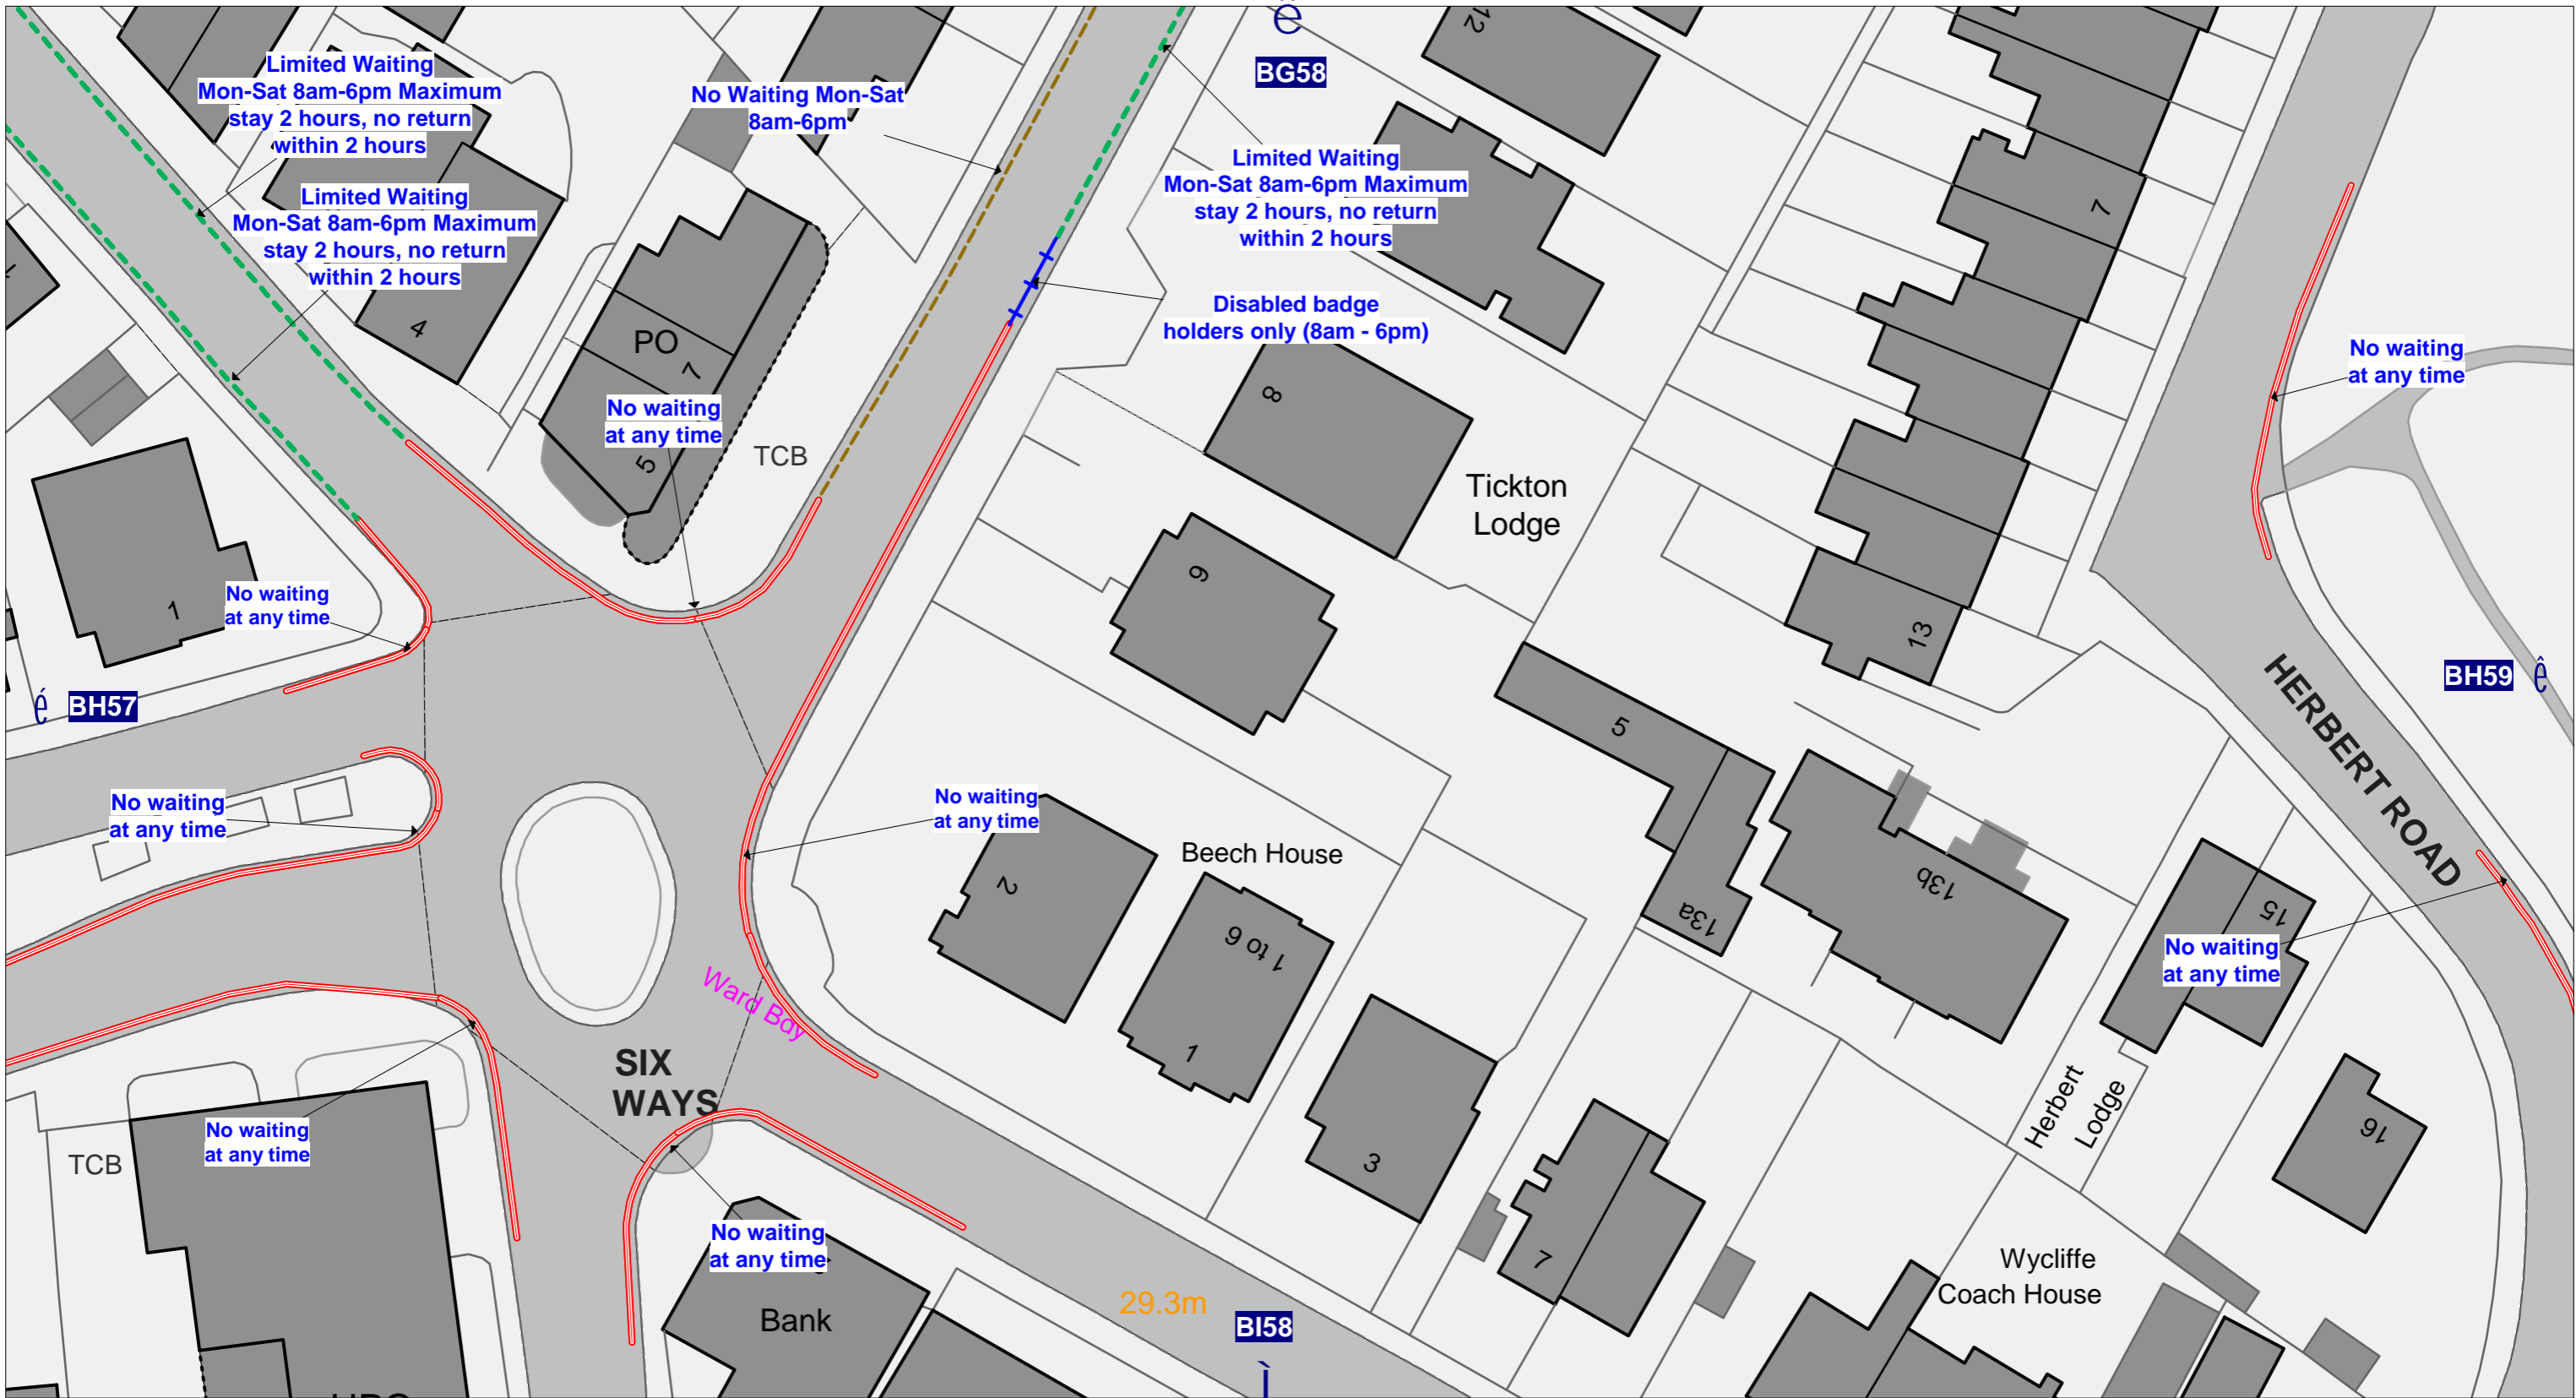 BG58
12
Limited Waiting
Mon-Sat 8am-6pm Maximum
stay 2 hours, no return
within 2 hours
No Waiting Mon-Sat
8am-6pm
Limited Waiting
Mon-Sat 8am-6pm Maximum
stay 2 hours, no return
within 2 hours
Limited Waiting
Mon-Sat 8am-6pm Maximum
stay 2 hours, no return
within 2 hours
7
4
PO
7
Disabled badge
holders only (8am - 6pm)
No waiting
at any time
8
No waiting
at any time
5
TCB
Tickton
Lodge
6
1
No waiting
at any time
13
BH57
BH59
HERBERT ROAD
5
No waiting
at any time
No waiting
at any time
2
Beech House
1 to 6
1
13a
13b
15
No waiting
at any time
Ward Bdy
SIX
WAYS
No waiting
at any time
TCB
3
Herbert
Lodge
16
No waiting
at any time
7
Wycliffe
Coach House
Bank
29.3m
BI58